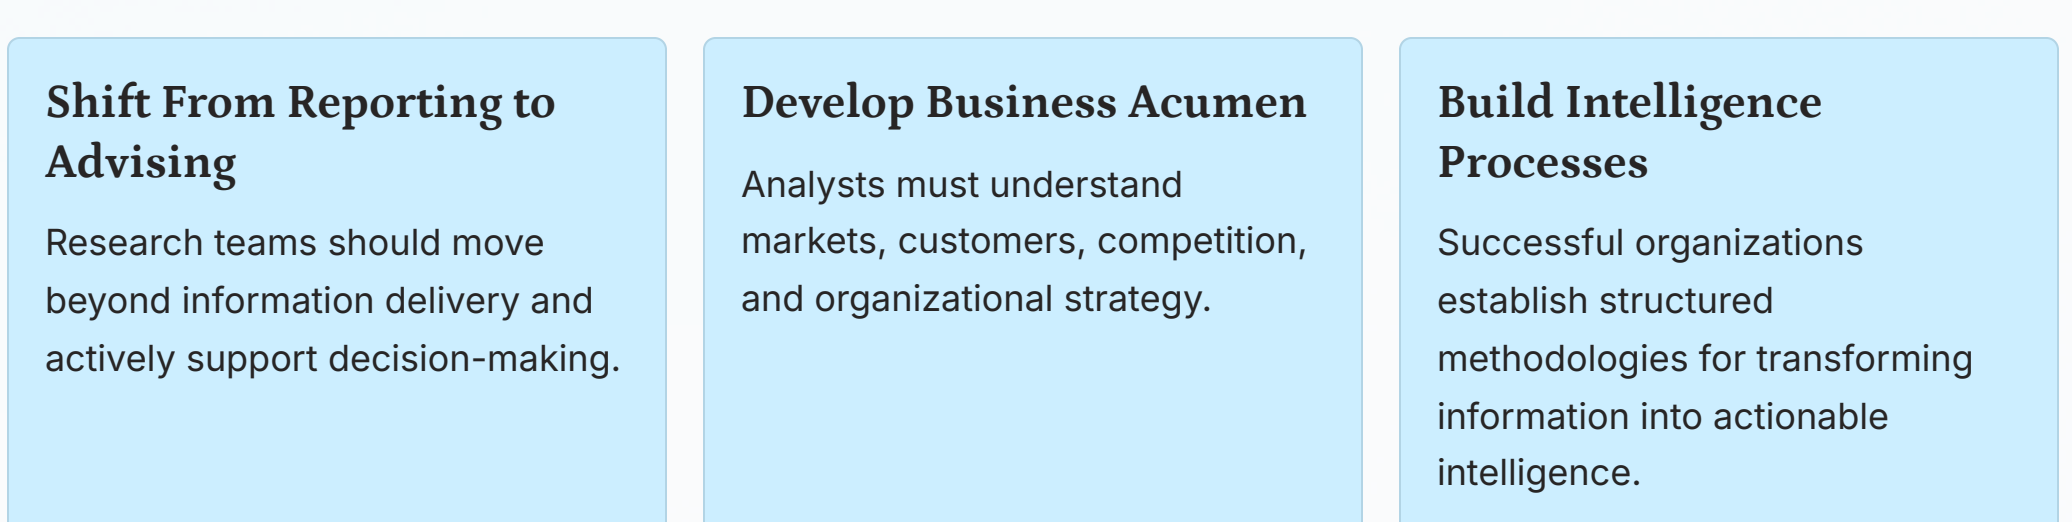 Shift From Reporting to
Advising
Research teams should move
beyond information delivery and
actively support decision-making.
Develop Business Acumen
Analysts must understand
markets, customers, competition,
and organizational strategy.
Build Intelligence
Processes
Successful organizations
establish structured
methodologies for transforming
information into actionable
intelligence.